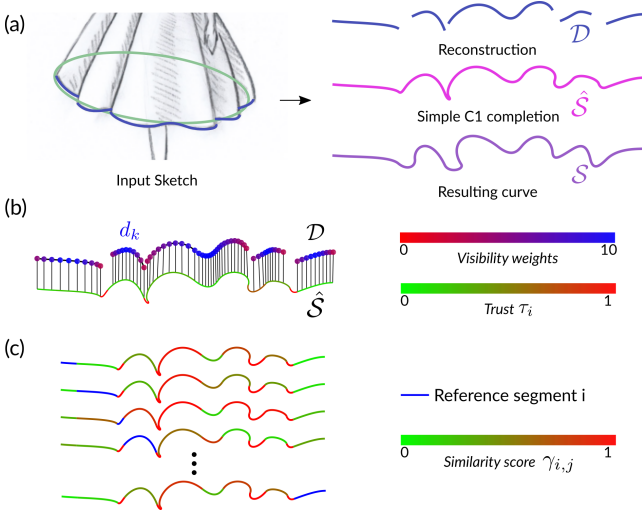 (a)
D
Reconstruction
Ŝ
Simple C1 completion
S
Input Sketch
Resulting curve
(b)
d_k
D
Ŝ
0
10
Visibility weights
0
1
Trust τ_i
(c)
Reference segment i
0
1
Similarity score γ_{i,j}